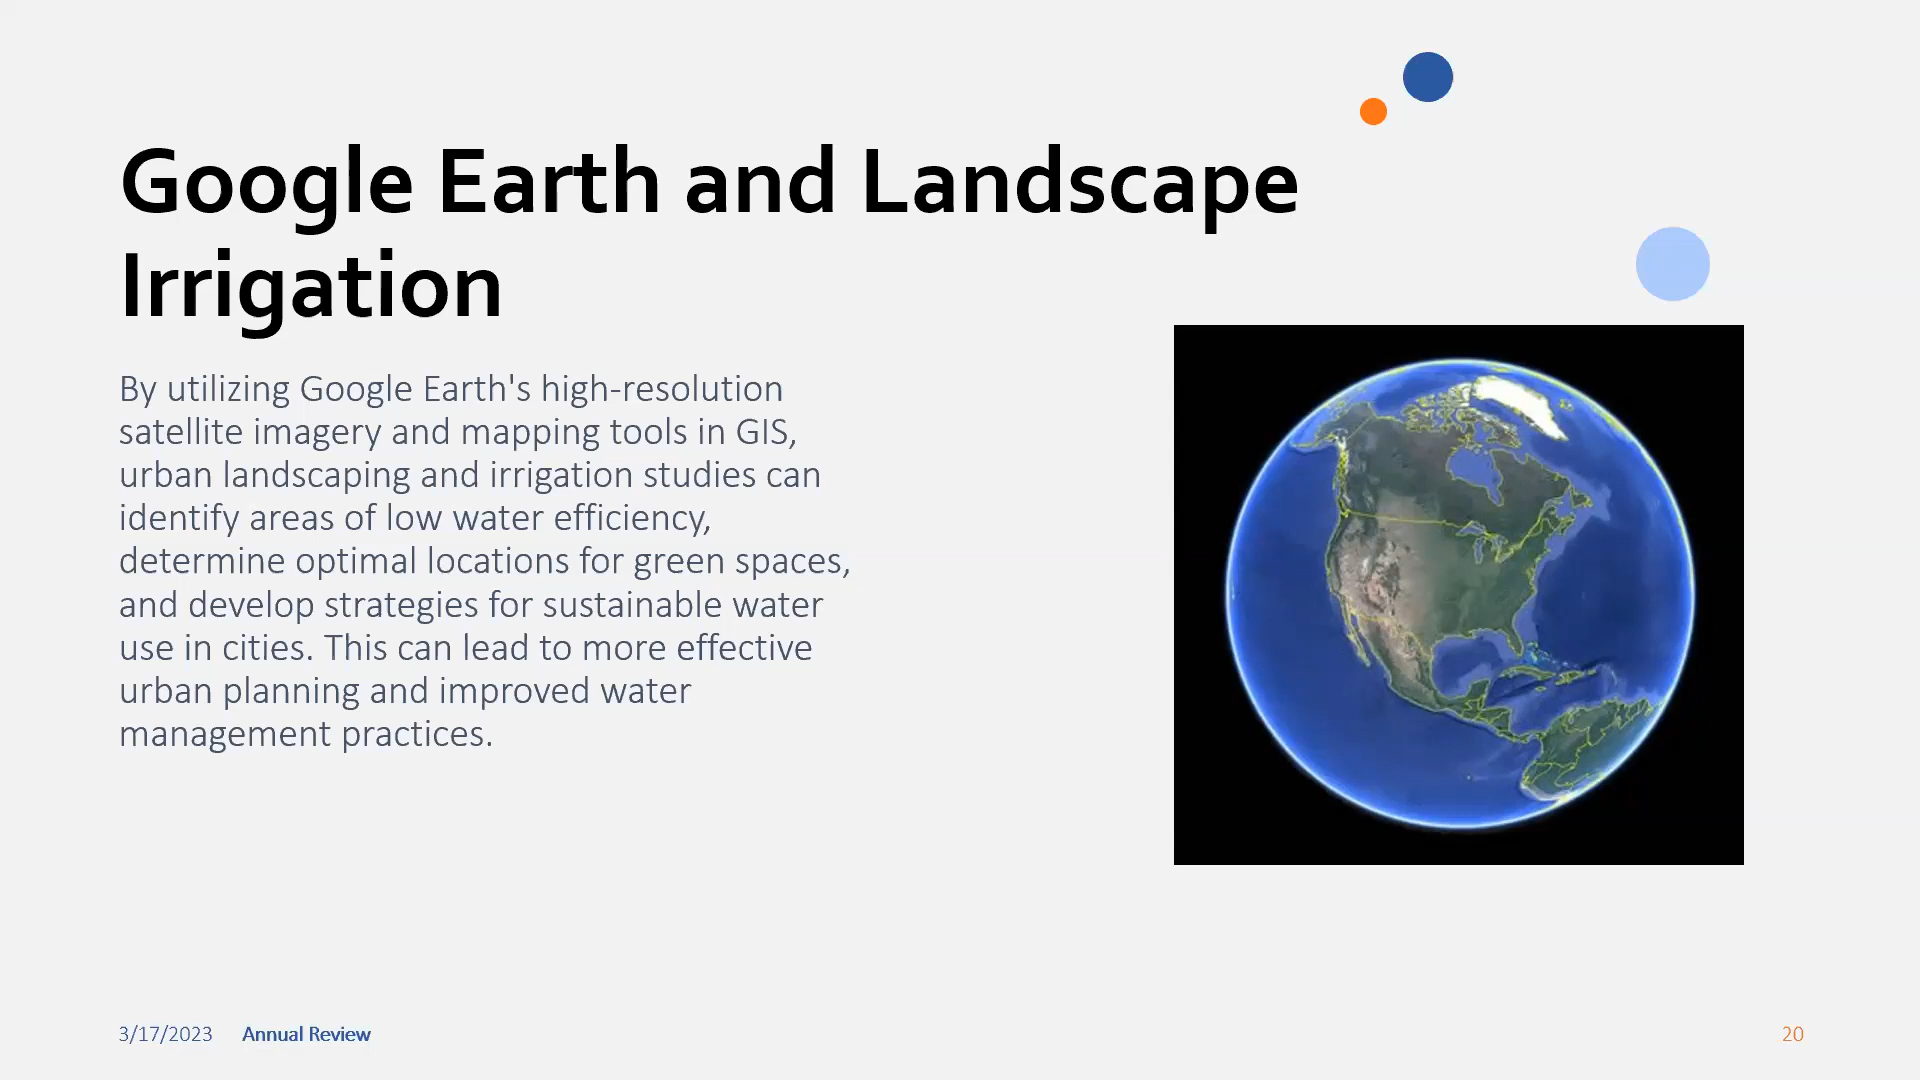 Google Earth and Landscape
Irrigation
By utilizing Google Earth's high-resolution
satellite imagery and mapping tools in GIS,
urban landscaping and irrigation studies can
identify areas of low water efficiency,
determine optimal locations for green spaces,
and develop strategies for sustainable water
use in cities. This can lead to more effective
urban planning and improved water
management practices.
3/17/2023 Annual Review
20